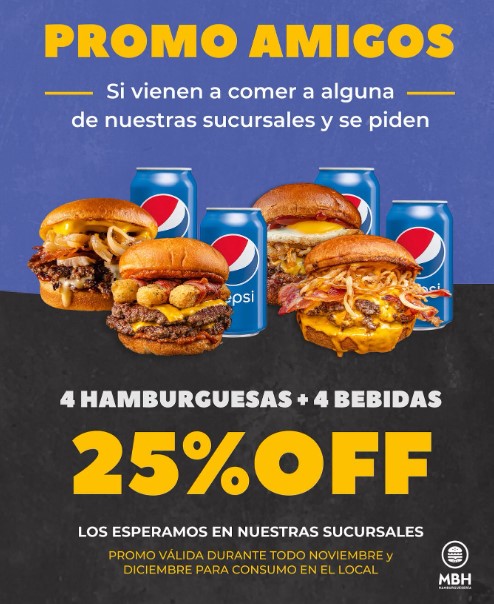 PROMO AMIGOS
Si vienen a comer a alguna
de nuestras sucursales y se piden
epsi
4 HAMBURGUESAS + 4 BEBIDAS
25%OFF
LOS ESPERAMOS EN NUESTRAS SUCURSALES
PROMO VÁLIDA DURANTE TODO NOVIEMBRE y
DICIEMBRE PARA CONSUMO EN EL LOCAL
MBH